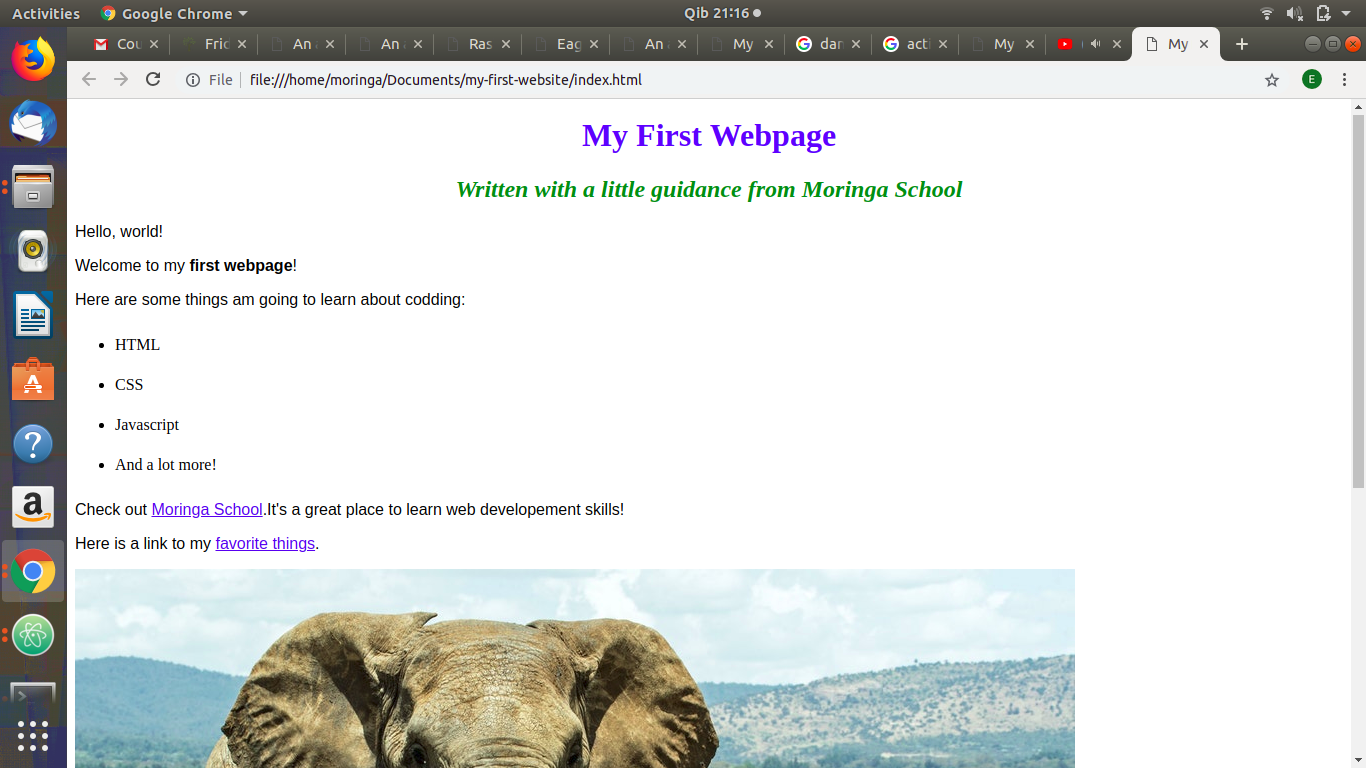 Activities Google Chrome Qib 21:16
Cou Fri An An Ras Eag An My dan acti My My
File file:///home/moringa/Documents/my-first-website/index.html E
My First Webpage
Written with a little guidance from Moringa School
Hello, world!
Welcome to my first webpage!
Here are some things am going to learn about codding:
HTML
CSS
Javascript
And a lot more!
Check out Moringa School.It's a great place to learn web developement skills!
Here is a link to my favorite things.